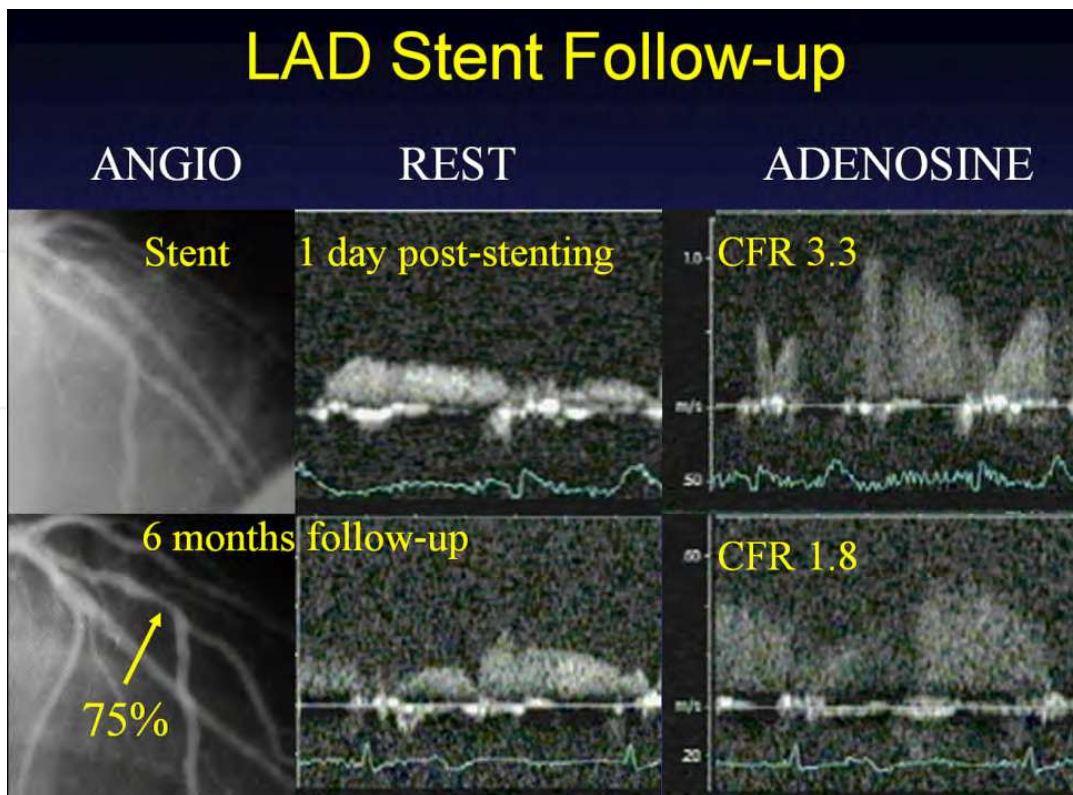 LAD Stent Follow-up
ANGIO REST ADENOSINE
Stent 1 day post-stenting CFR 3.3
1.0
m/s
.50
6 months follow-up CFR 1.8
60
75%
m/s
20